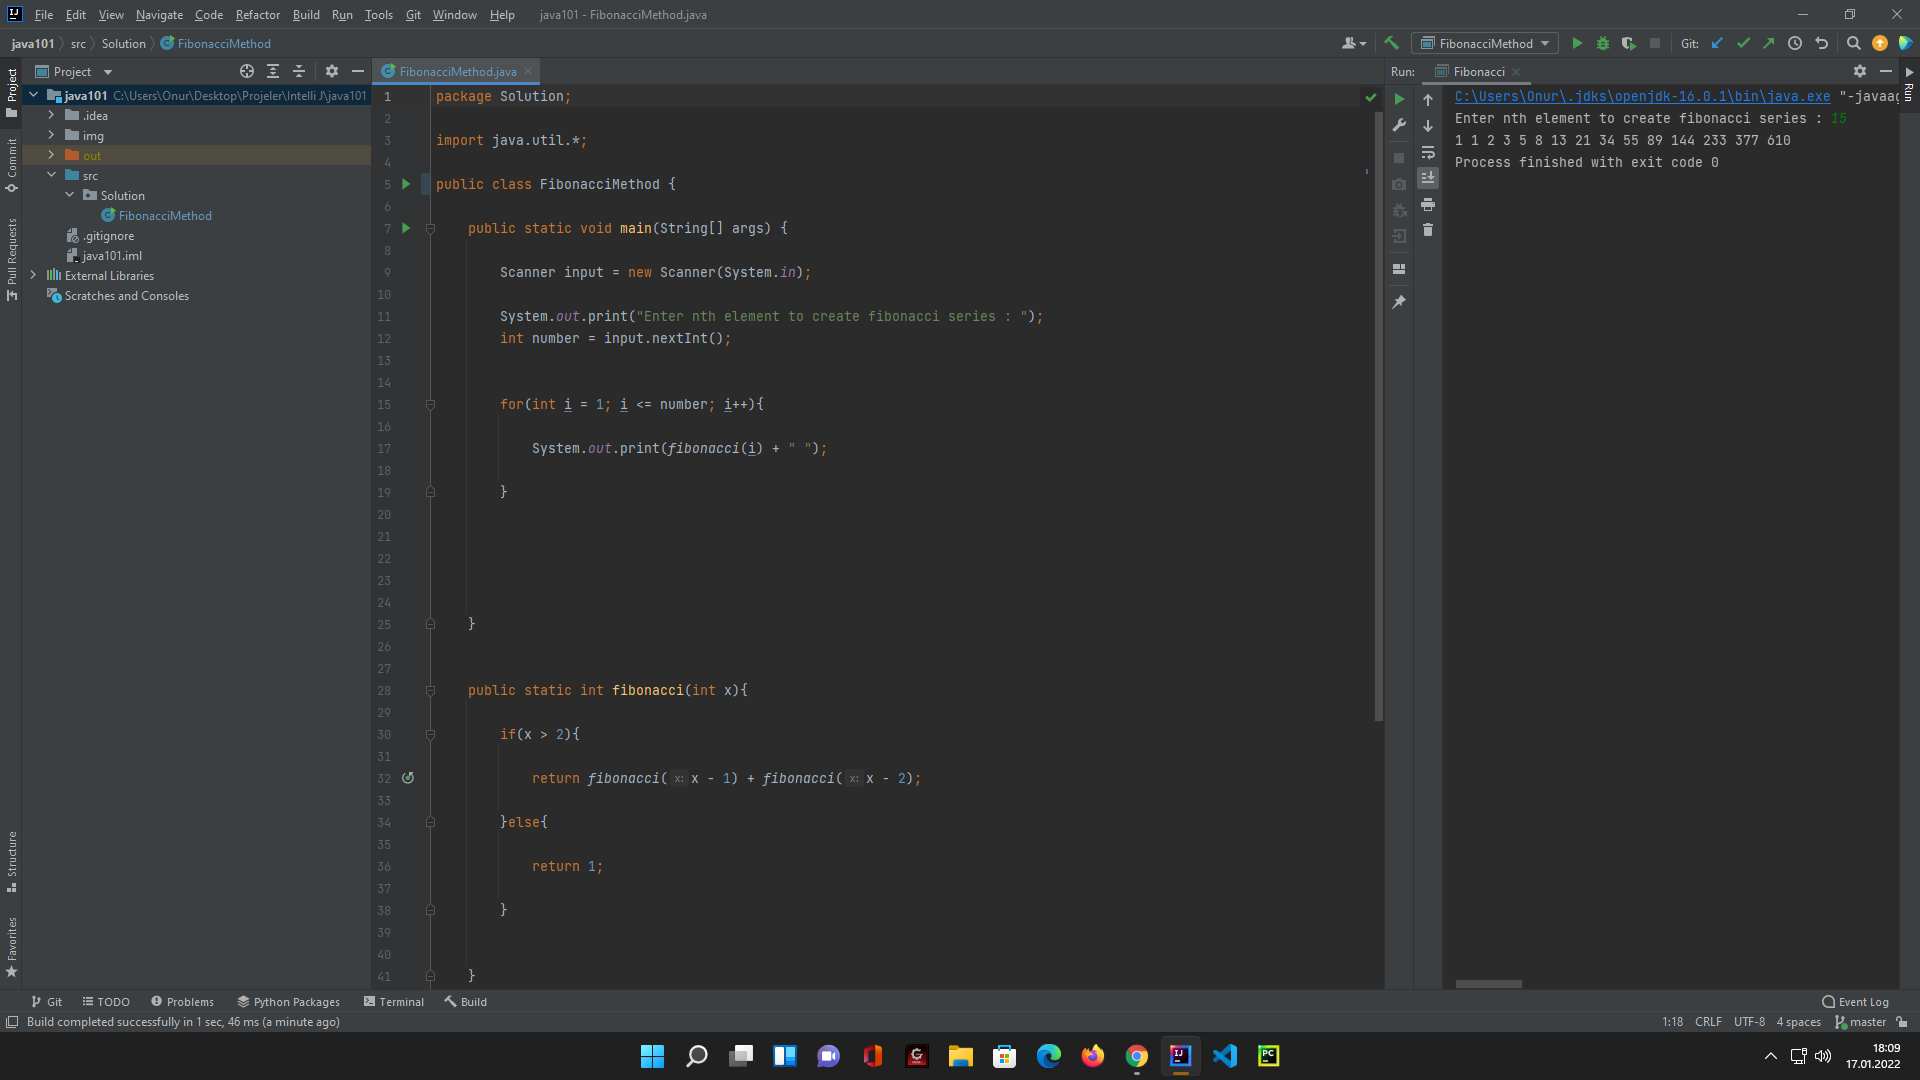 File Edit View Navigate Code Refactor Build Run Tools Git Window Help java101 - FibonacciMethod.java
java101 src Solution FibonacciMethod
FibonacciMethod
Git:
Project
Commit
Pull Requests
Structure
Favorites
Project
java101 C:\Users\Onur\Desktop\Projeler\Intelli J\java101
.idea
img
out
src
Solution
FibonacciMethod
.gitignore
java101.iml
External Libraries
Scratches and Consoles
FibonacciMethod.java
1 package Solution;
2
3 import java.util.*;
4
5 public class FibonacciMethod {
6
7 public static void main(String[] args) {
8
9 Scanner input = new Scanner(System.in);
10
11 System.out.print("Enter nth element to create fibonacci series : ");
12 int number = input.nextInt();
13
14
15 for(int i = 1; i <= number; i++){
16
17 System.out.print(fibonacci(i) + " ");
18
19 }
20
21
22
23
24
25 }
26
27
28 public static int fibonacci(int x){
29
30 if(x > 2){
31
32 return fibonacci( x: x - 1) + fibonacci( x: x - 2);
33
34 }else{
35
36 return 1;
37
38 }
39
40
41 }
Run: Fibonacci
Run
C:\Users\Onur\.jdks\openjdk-16.0.1\bin\java.exe "-javaag
Enter nth element to create fibonacci series : 15
1 1 2 3 5 8 13 21 34 55 89 144 233 377 610
Process finished with exit code 0
Git TODO Problems Python Packages Terminal Build Event Log
Build completed successfully in 1 sec, 46 ms (a minute ago) 1:18 CRLF UTF-8 4 spaces master
18:09
17.01.2022